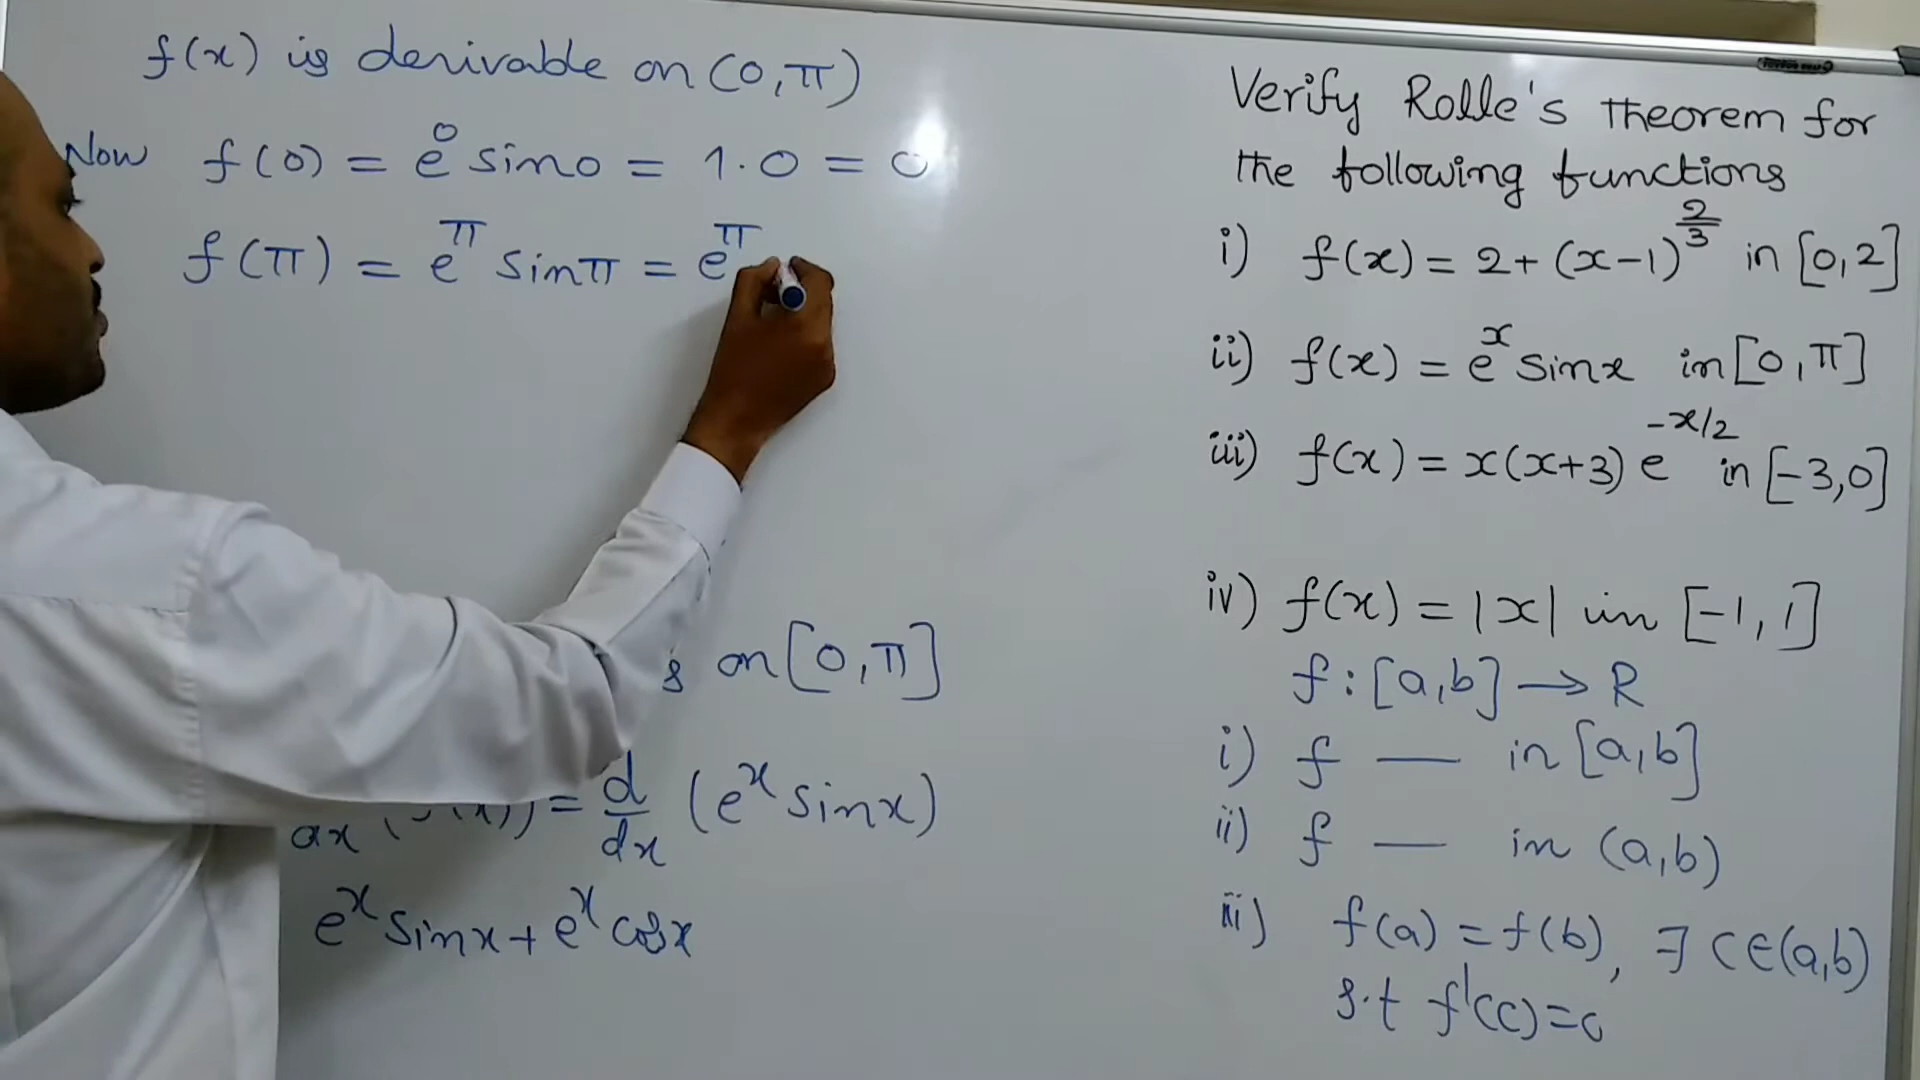 f(x) is derivable on (0,π)
Now f(0) = e⁰ sin0 = 1·0 = 0
f(π) = e^π sinπ = e^π
on [0,π]
= d/dx (e^x sinx)
e^x sinx + e^x cosx
Verify Rolle's Theorem for
the following functions
i) f(x) = 2+(x-1)^(2/3) in [0,2]
ii) f(x) = e^x sinx in [0,π]
iii) f(x) = x(x+3) e^(-x/2) in [-3,0]
iv) f(x) = |x| in [-1,1]
f:[a,b] → R
i) f — in [a,b]
ii) f — in (a,b)
iii) f(a) = f(b), ∃ c∈(a,b)
s.t f'(c)=0